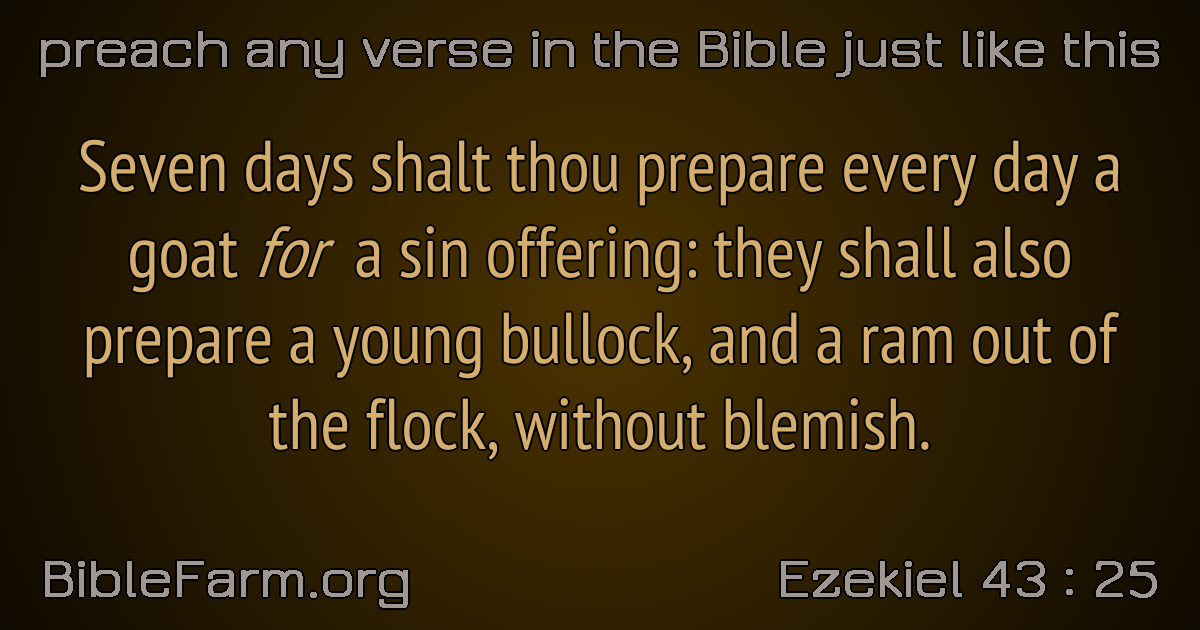 preach any verse in the Bible just like this
Seven days shalt thou prepare every day a
goat for a sin offering: they shall also
prepare a young bullock, and a ram out of
the flock, without blemish.
BibleFarm.org
Ezekiel 43 : 25